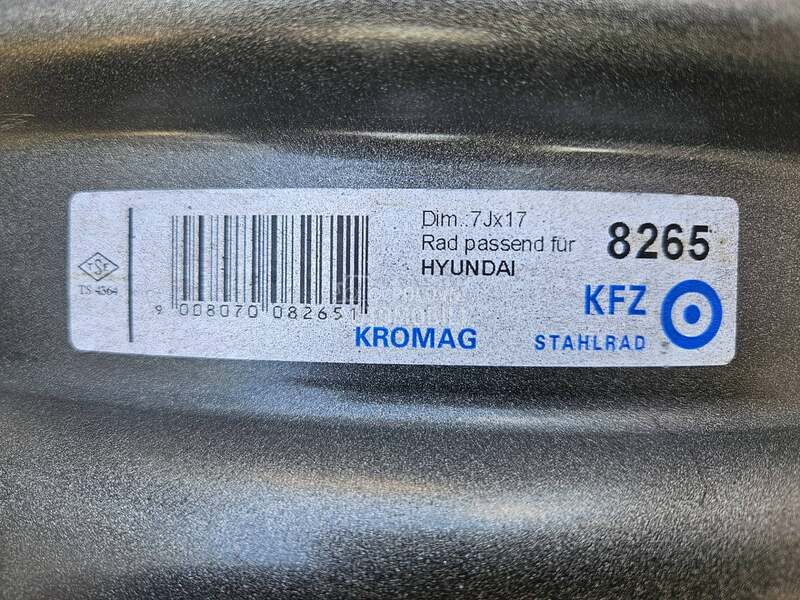 TSE
TS 4364
9 008070 082651
Dim.:7Jx17
Rad passend für
HYUNDAI
8265
KROMAG
KFZ
STAHLRAD